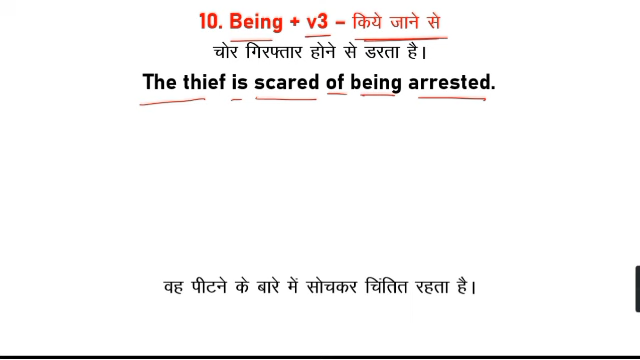 10. Being + v3 – किये जाने से
चोर गिरफ्तार होने से डरता है।
The thief is scared of being arrested.
वह पीटने के बारे में सोचकर चिंतित रहता है।